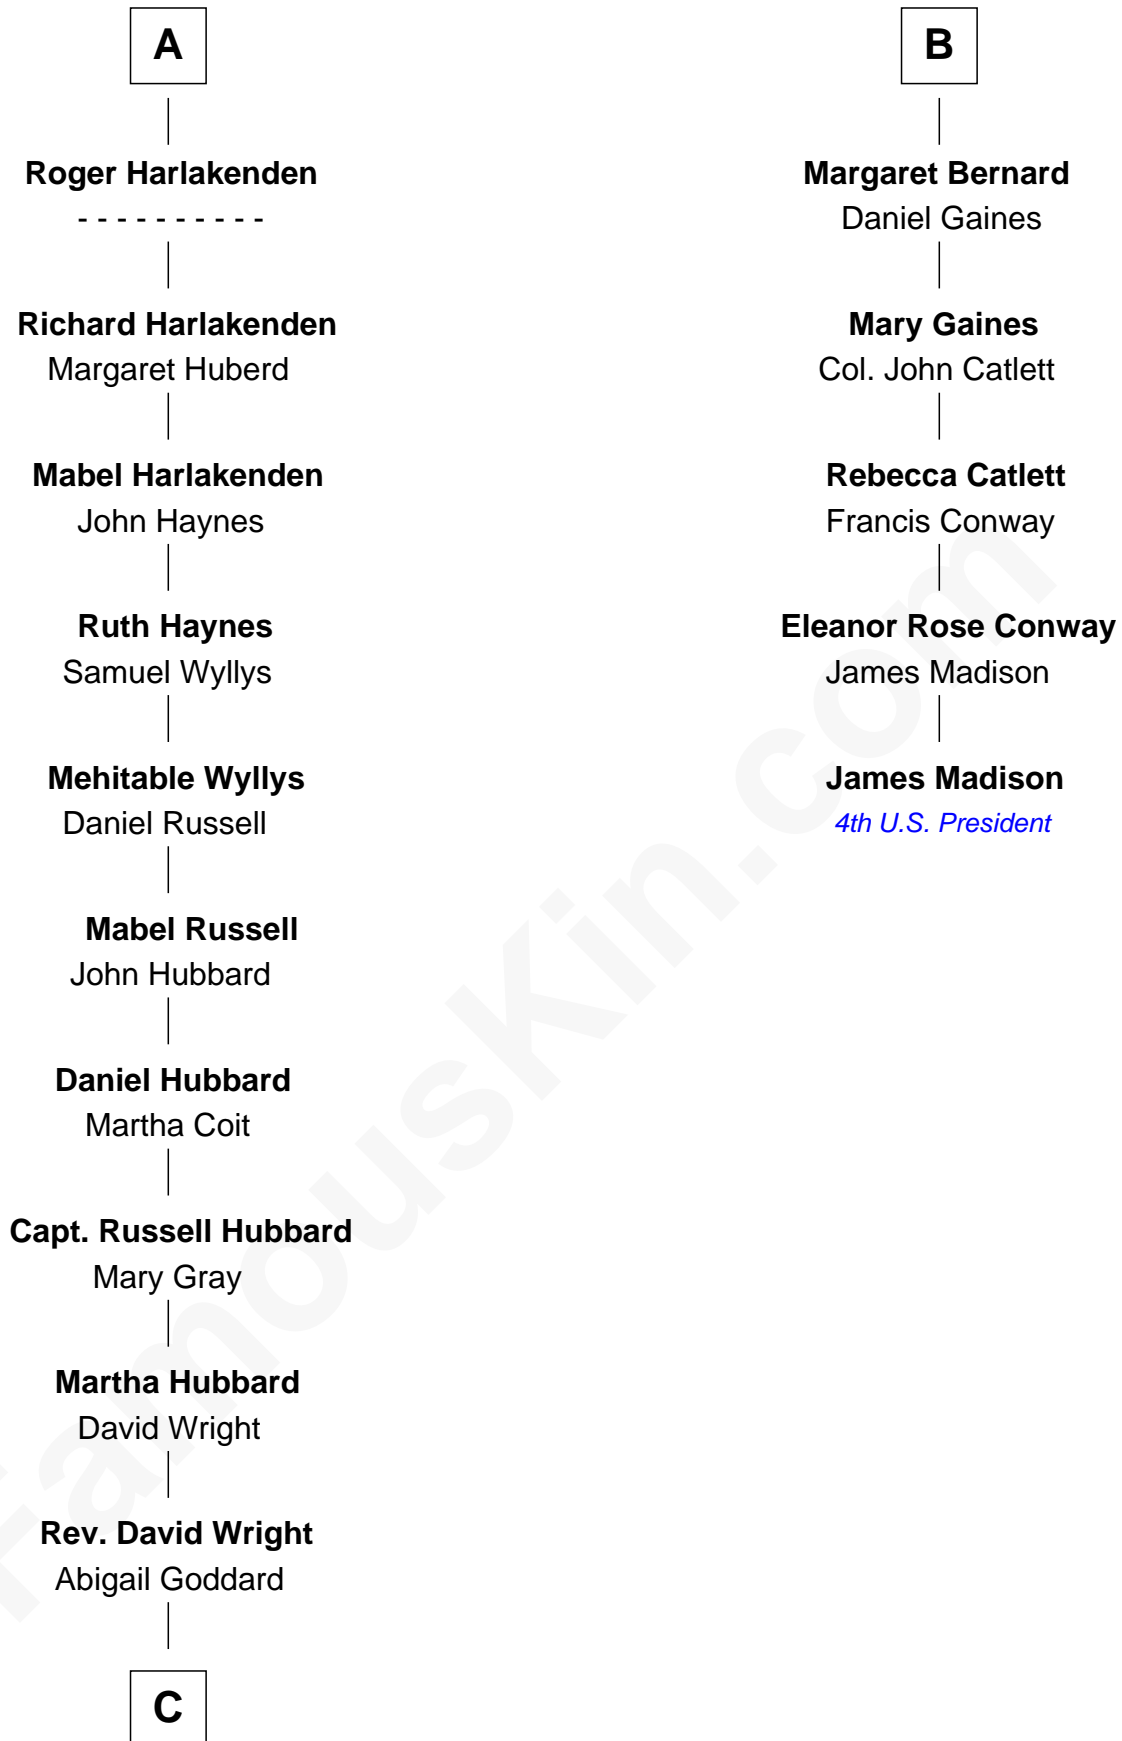 A
Roger Harlakenden
- - - - - - - - - -
Richard Harlakenden
Margaret Huberd
Mabel Harlakenden
John Haynes
Ruth Haynes
Samuel Wyllys
Mehitable Wyllys
Daniel Russell
Mabel Russell
John Hubbard
Daniel Hubbard
Martha Coit
Capt. Russell Hubbard
Mary Gray
Martha Hubbard
David Wright
Rev. David Wright
Abigail Goddard
C
B
Margaret Bernard
Daniel Gaines
Mary Gaines
Col. John Catlett
Rebecca Catlett
Francis Conway
Eleanor Rose Conway
James Madison
James Madison
4th U.S. President
FamousKin.com